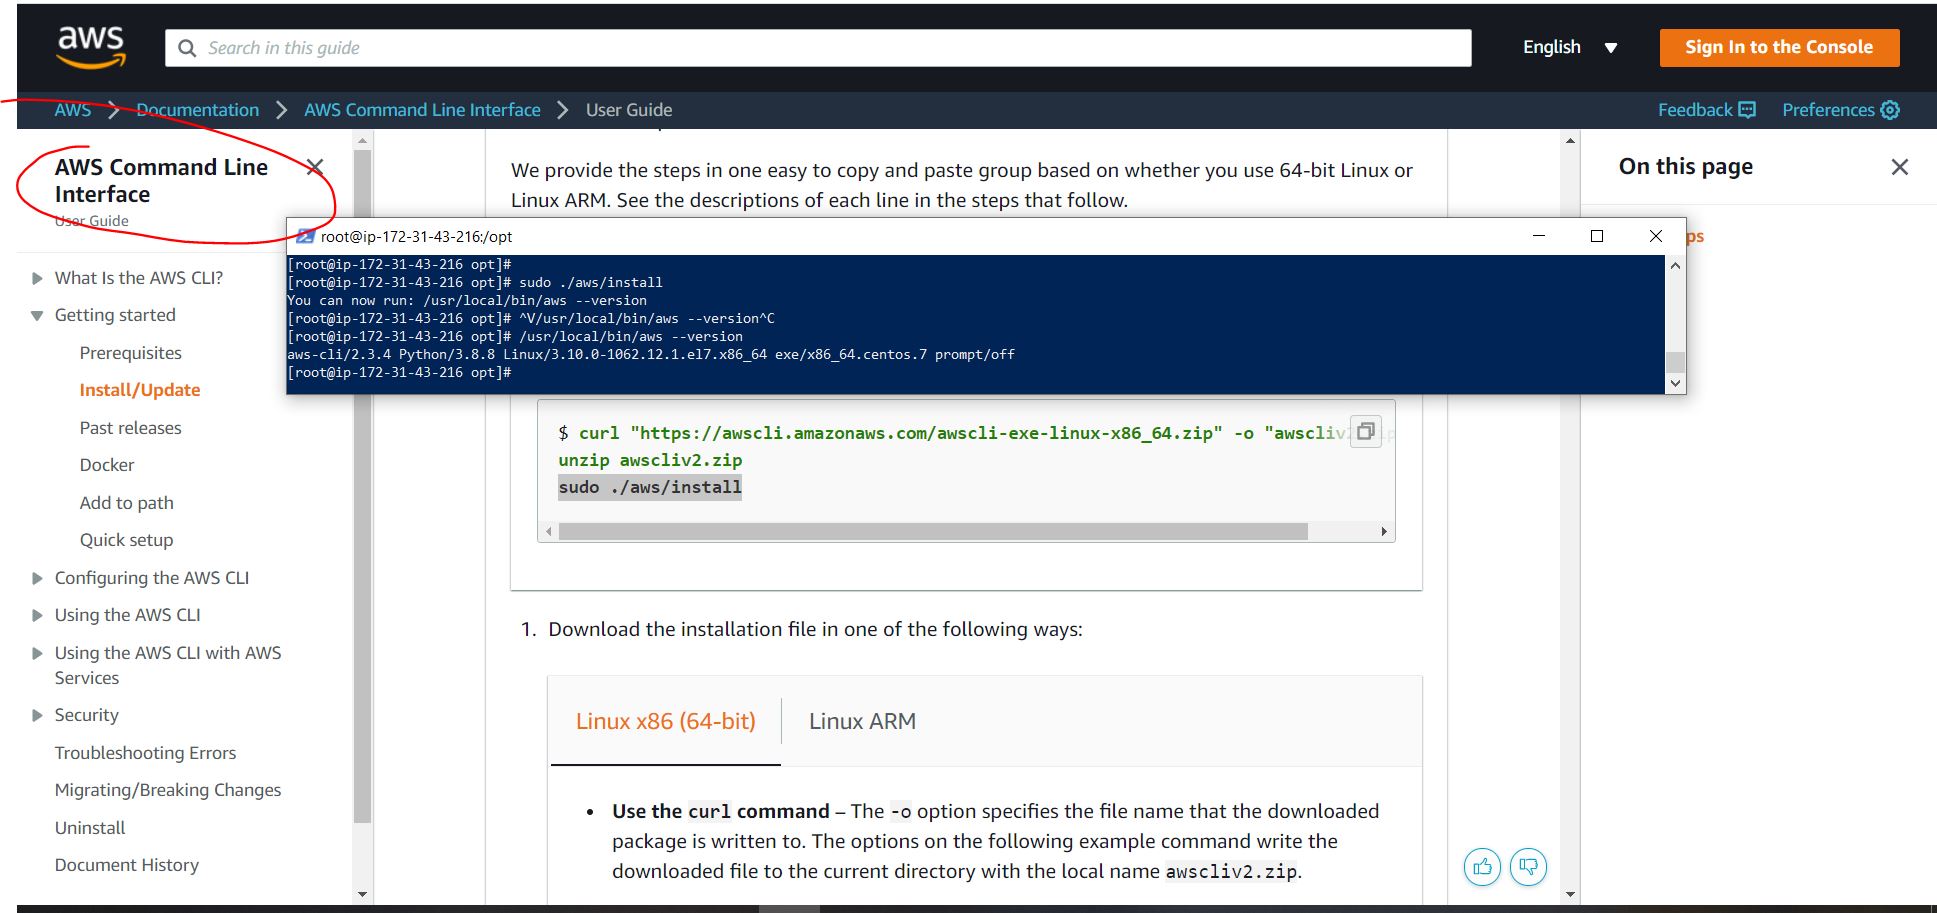 aws
Search in this guide
English
Sign In to the Console
AWS
Documentation
AWS Command Line Interface
User Guide
Feedback
Preferences
AWS Command Line
Interface
User Guide
What Is the AWS CLI?
Getting started
Prerequisites
Install/Update
Past releases
Docker
Add to path
Quick setup
Configuring the AWS CLI
Using the AWS CLI
Using the AWS CLI with AWS
Services
Security
Troubleshooting Errors
Migrating/Breaking Changes
Uninstall
Document History
We provide the steps in one easy to copy and paste group based on whether you use 64-bit Linux or
Linux ARM. See the descriptions of each line in the steps that follow.
root@ip-172-31-43-216:/opt
[root@ip-172-31-43-216 opt]#
[root@ip-172-31-43-216 opt]# sudo ./aws/install
You can now run: /usr/local/bin/aws --version
[root@ip-172-31-43-216 opt]# ^V/usr/local/bin/aws --version^C
[root@ip-172-31-43-216 opt]# /usr/local/bin/aws --version
aws-cli/2.3.4 Python/3.8.8 Linux/3.10.0-1062.12.1.el7.x86_64 exe/x86_64.centos.7 prompt/off
[root@ip-172-31-43-216 opt]#
$ curl "https://awscli.amazonaws.com/awscli-exe-linux-x86_64.zip" -o "awscliv2.zip
unzip awscliv2.zip
sudo ./aws/install
1. Download the installation file in one of the following ways:
Linux x86 (64-bit)
Linux ARM
• Use the curl command – The -o option specifies the file name that the downloaded
package is written to. The options on the following example command write the
downloaded file to the current directory with the local name awscliv2.zip.
On this page
ps